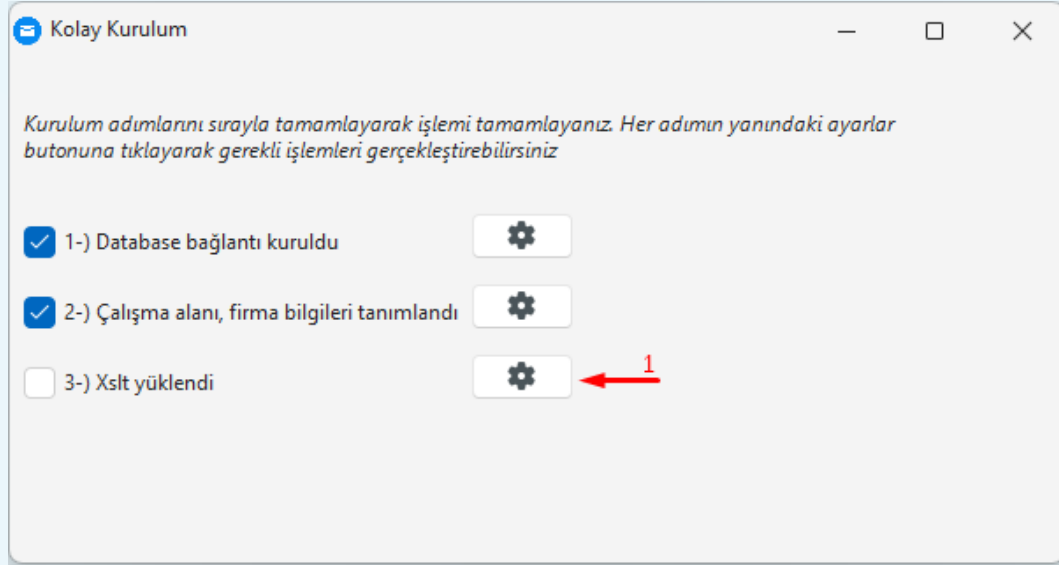 Kolay Kurulum
Kurulum adımlarını sırayla tamamlayarak işlemi tamamlayanız. Her adımın yanındaki ayarlar
butonuna tıklayarak gerekli işlemleri gerçekleştirebilirsiniz
1-) Database bağlantı kuruldu
2-) Çalışma alanı, firma bilgileri tanımlandı
3-) Xslt yüklendi
1